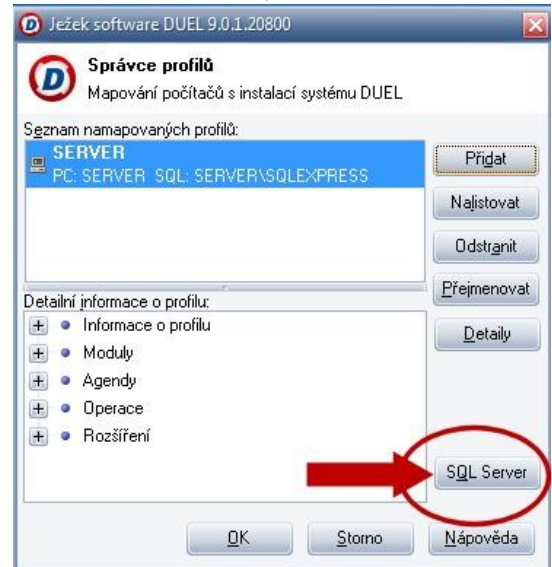 Ježek software DUEL 9.0.1.20800
Správce profilů
Mapování počítačů s instalací systému DUEL
Seznam namapovaných profilů:
SERVER
PC: SERVER SQL: SERVER\SQLEXPRESS
Přidat
Nalistovat
Odstranit
Přejmenovat
Detaily
Detailní informace o profilu:
Informace o profilu
Moduly
Agendy
Operace
Rozšíření
SQL Server
OK
Storno
Nápověda